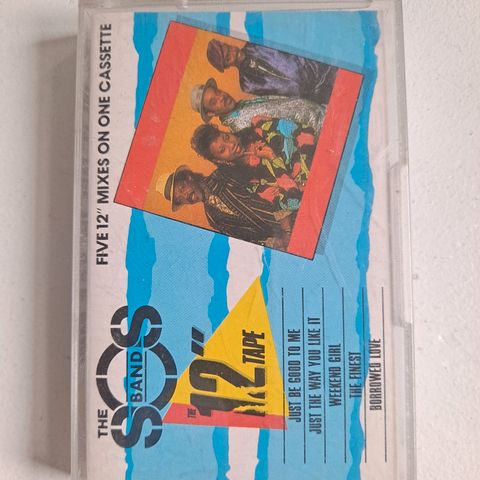 FIVE 12" MIXES ON ONE CASSETTE
THE
SOS
BAND
THE
12"
TAPE
JUST BE GOOD TO ME
JUST THE WAY YOU LIKE IT
WEEKEND GIRL
THE FINEST
BORROWED LOVE